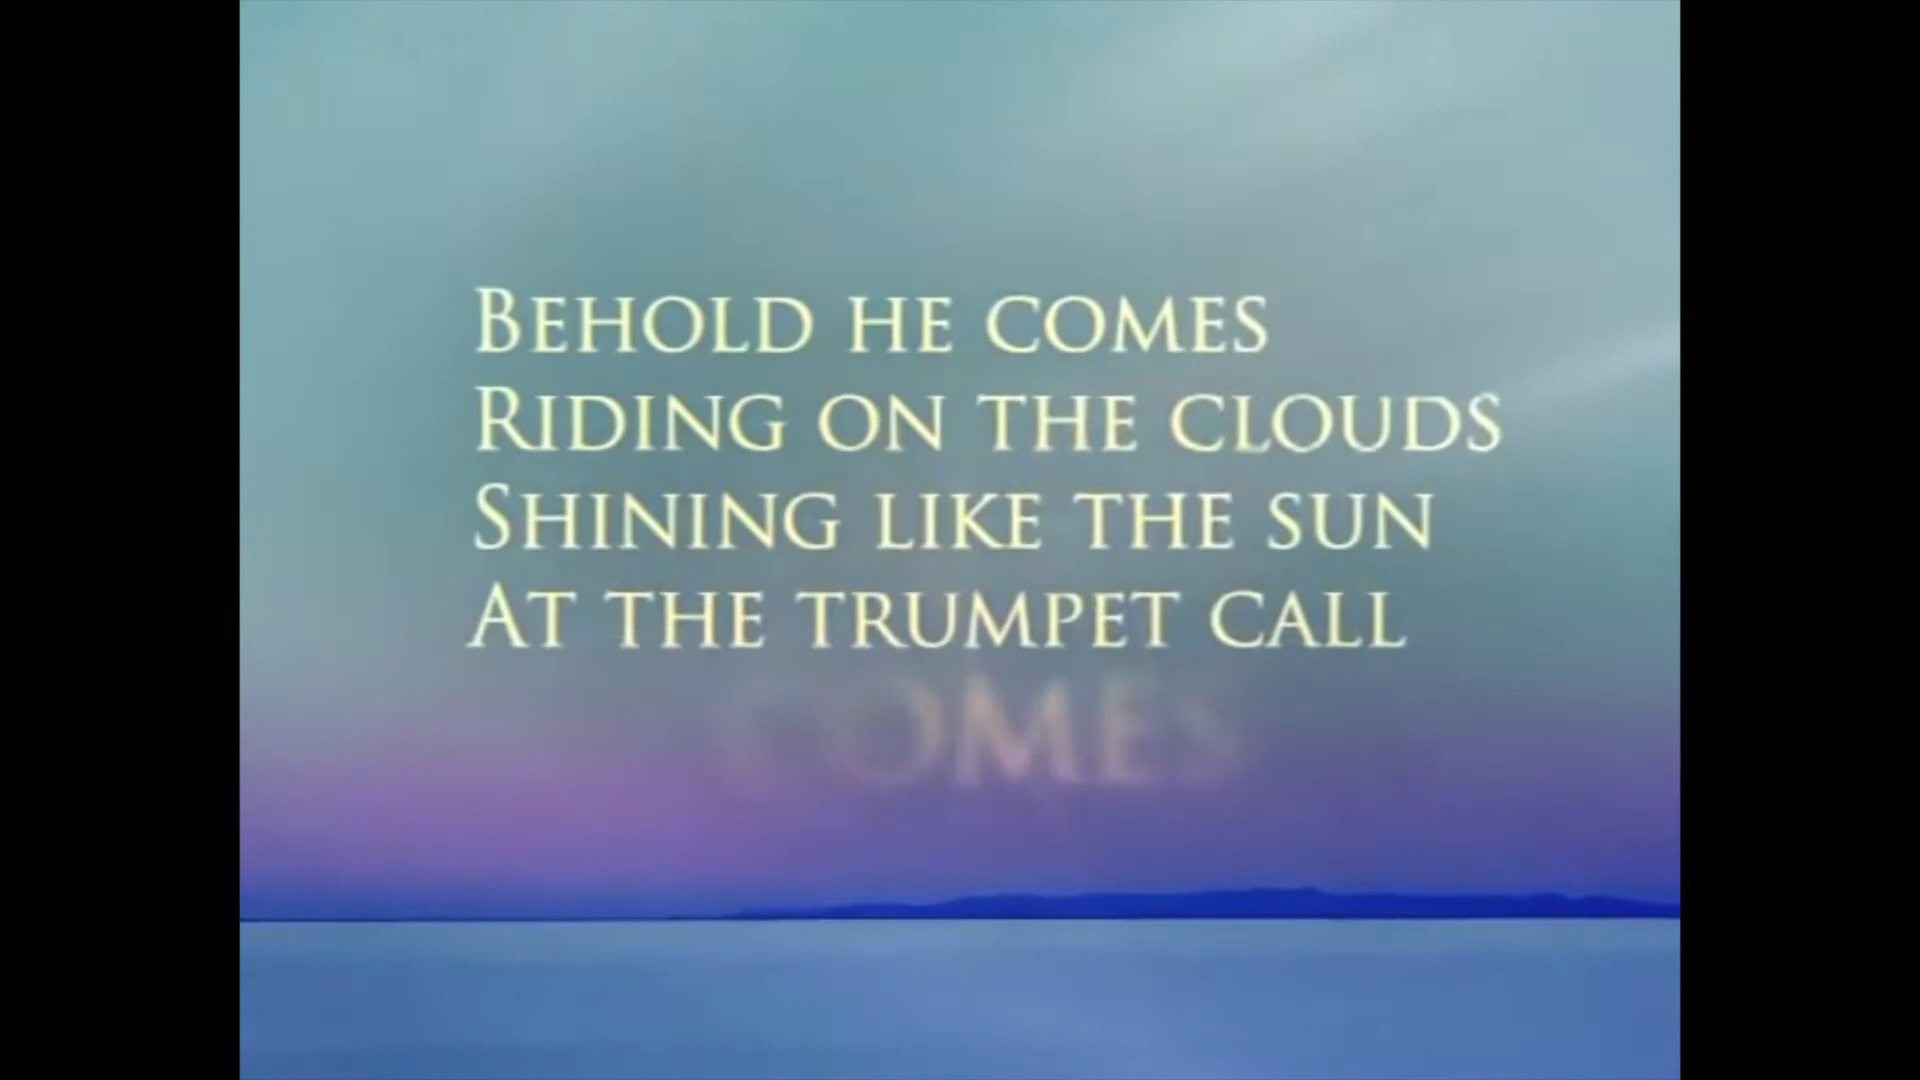 BEHOLD HE COMES
RIDING ON THE CLOUDS
SHINING LIKE THE SUN
AT THE TRUMPET CALL
COMES